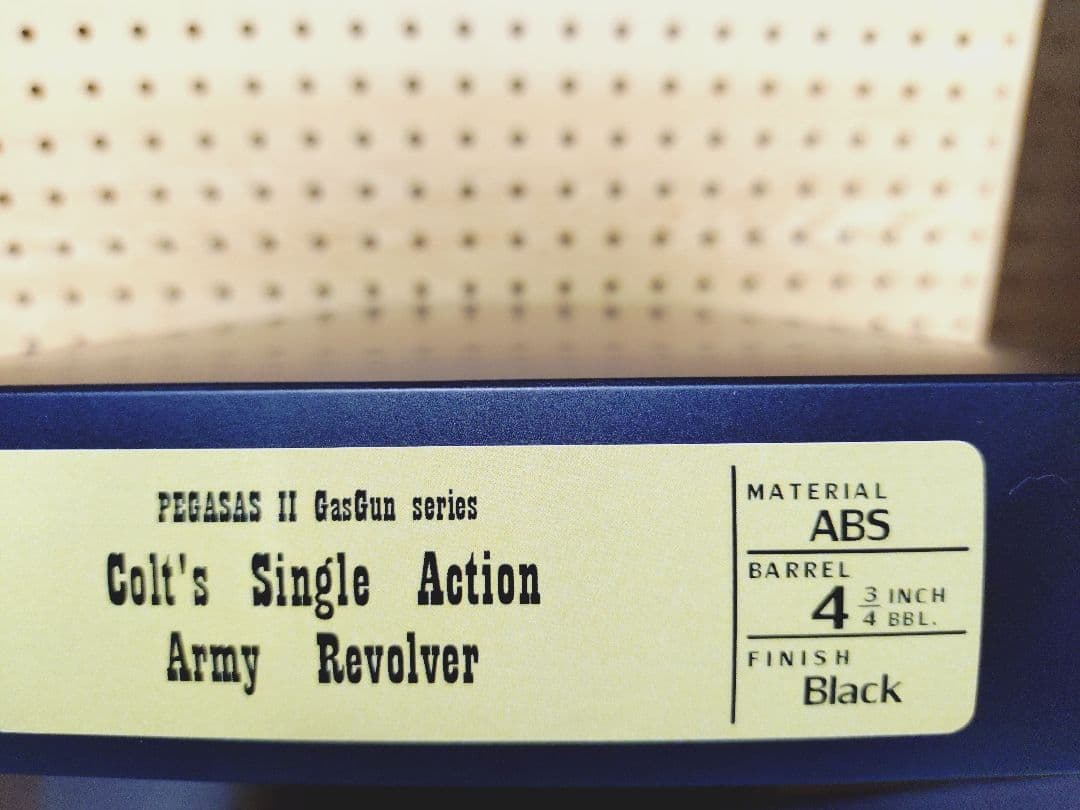 PEGASAS II GasGun series
Colt's Single Action
Army Revolver
MATERIAL
ABS
BARREL
4 3/4 INCH BBL.
FINISH
Black